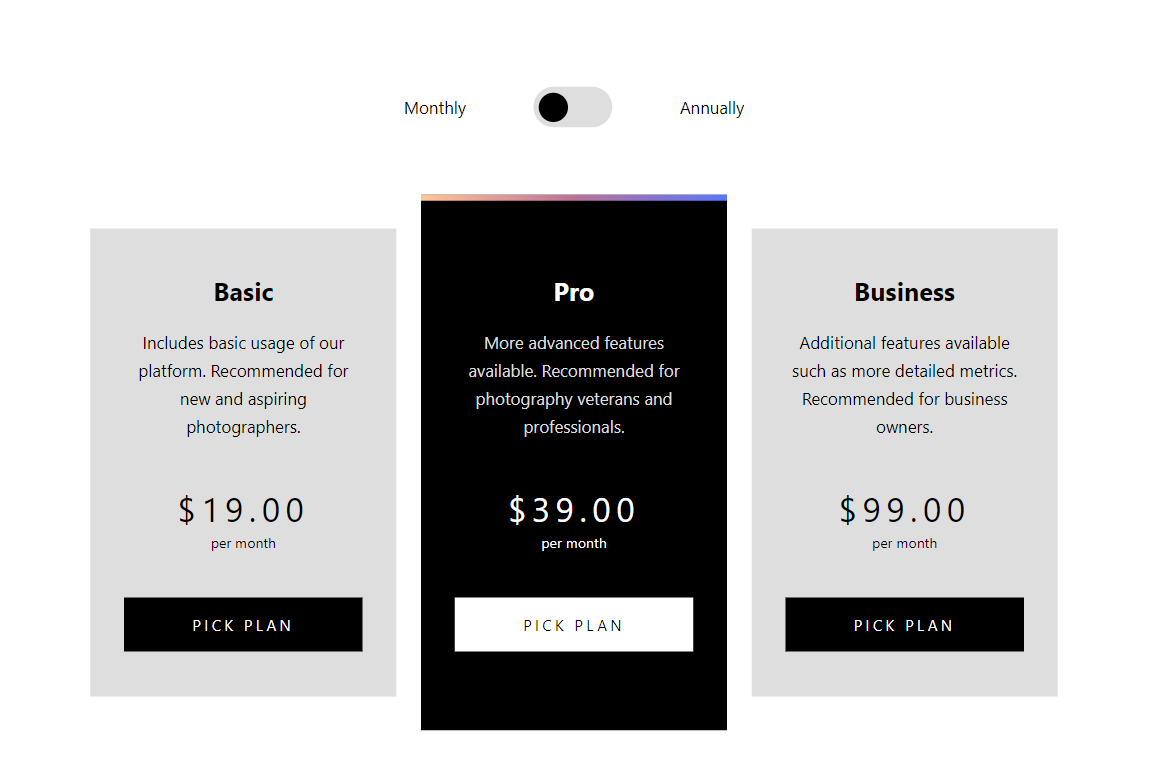 Monthly
Annually
Basic
Includes basic usage of our
platform. Recommended for
new and aspiring
photographers.
$19.00
per month
PICK PLAN
Pro
More advanced features
available. Recommended for
photography veterans and
professionals.
$39.00
per month
PICK PLAN
Business
Additional features available
such as more detailed metrics.
Recommended for business
owners.
$99.00
per month
PICK PLAN